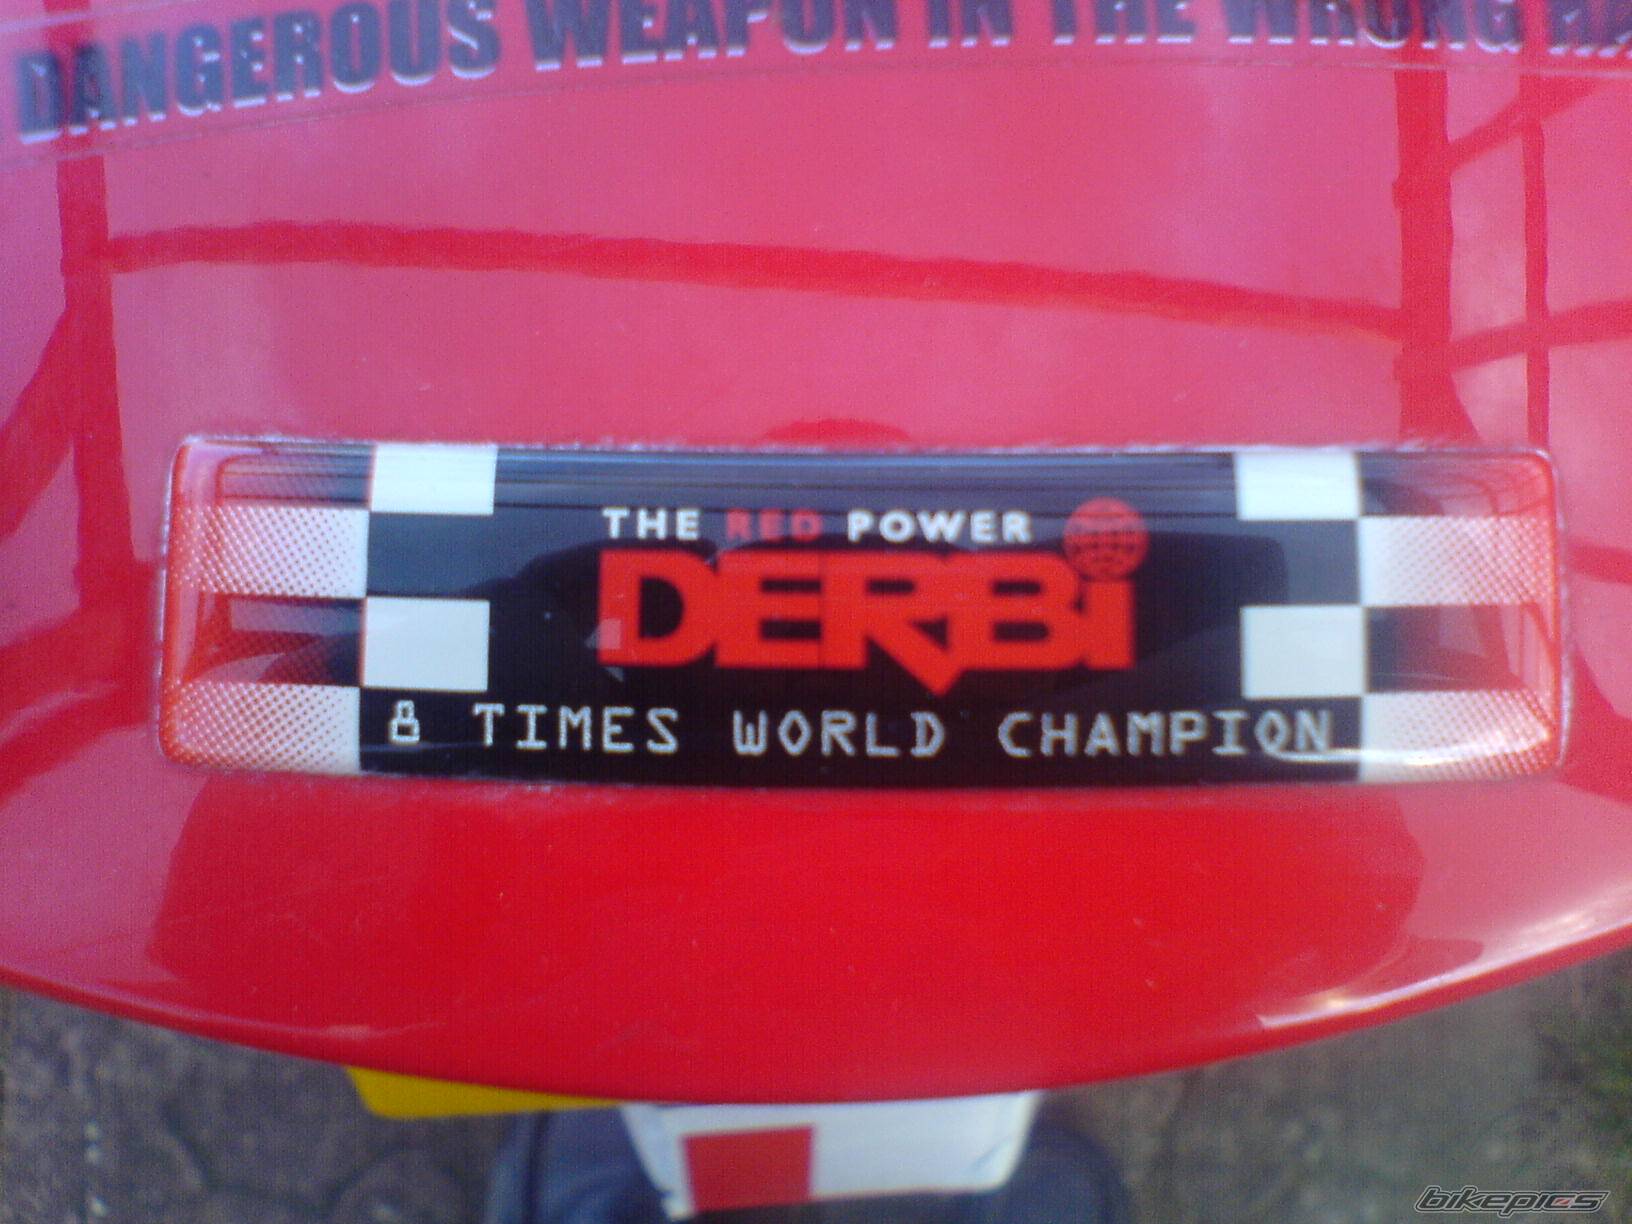 DANGEROUS WEAPON IN THE WRONG
THE RED POWER
DERBi
8 TIMES WORLD CHAMPION
bikepics